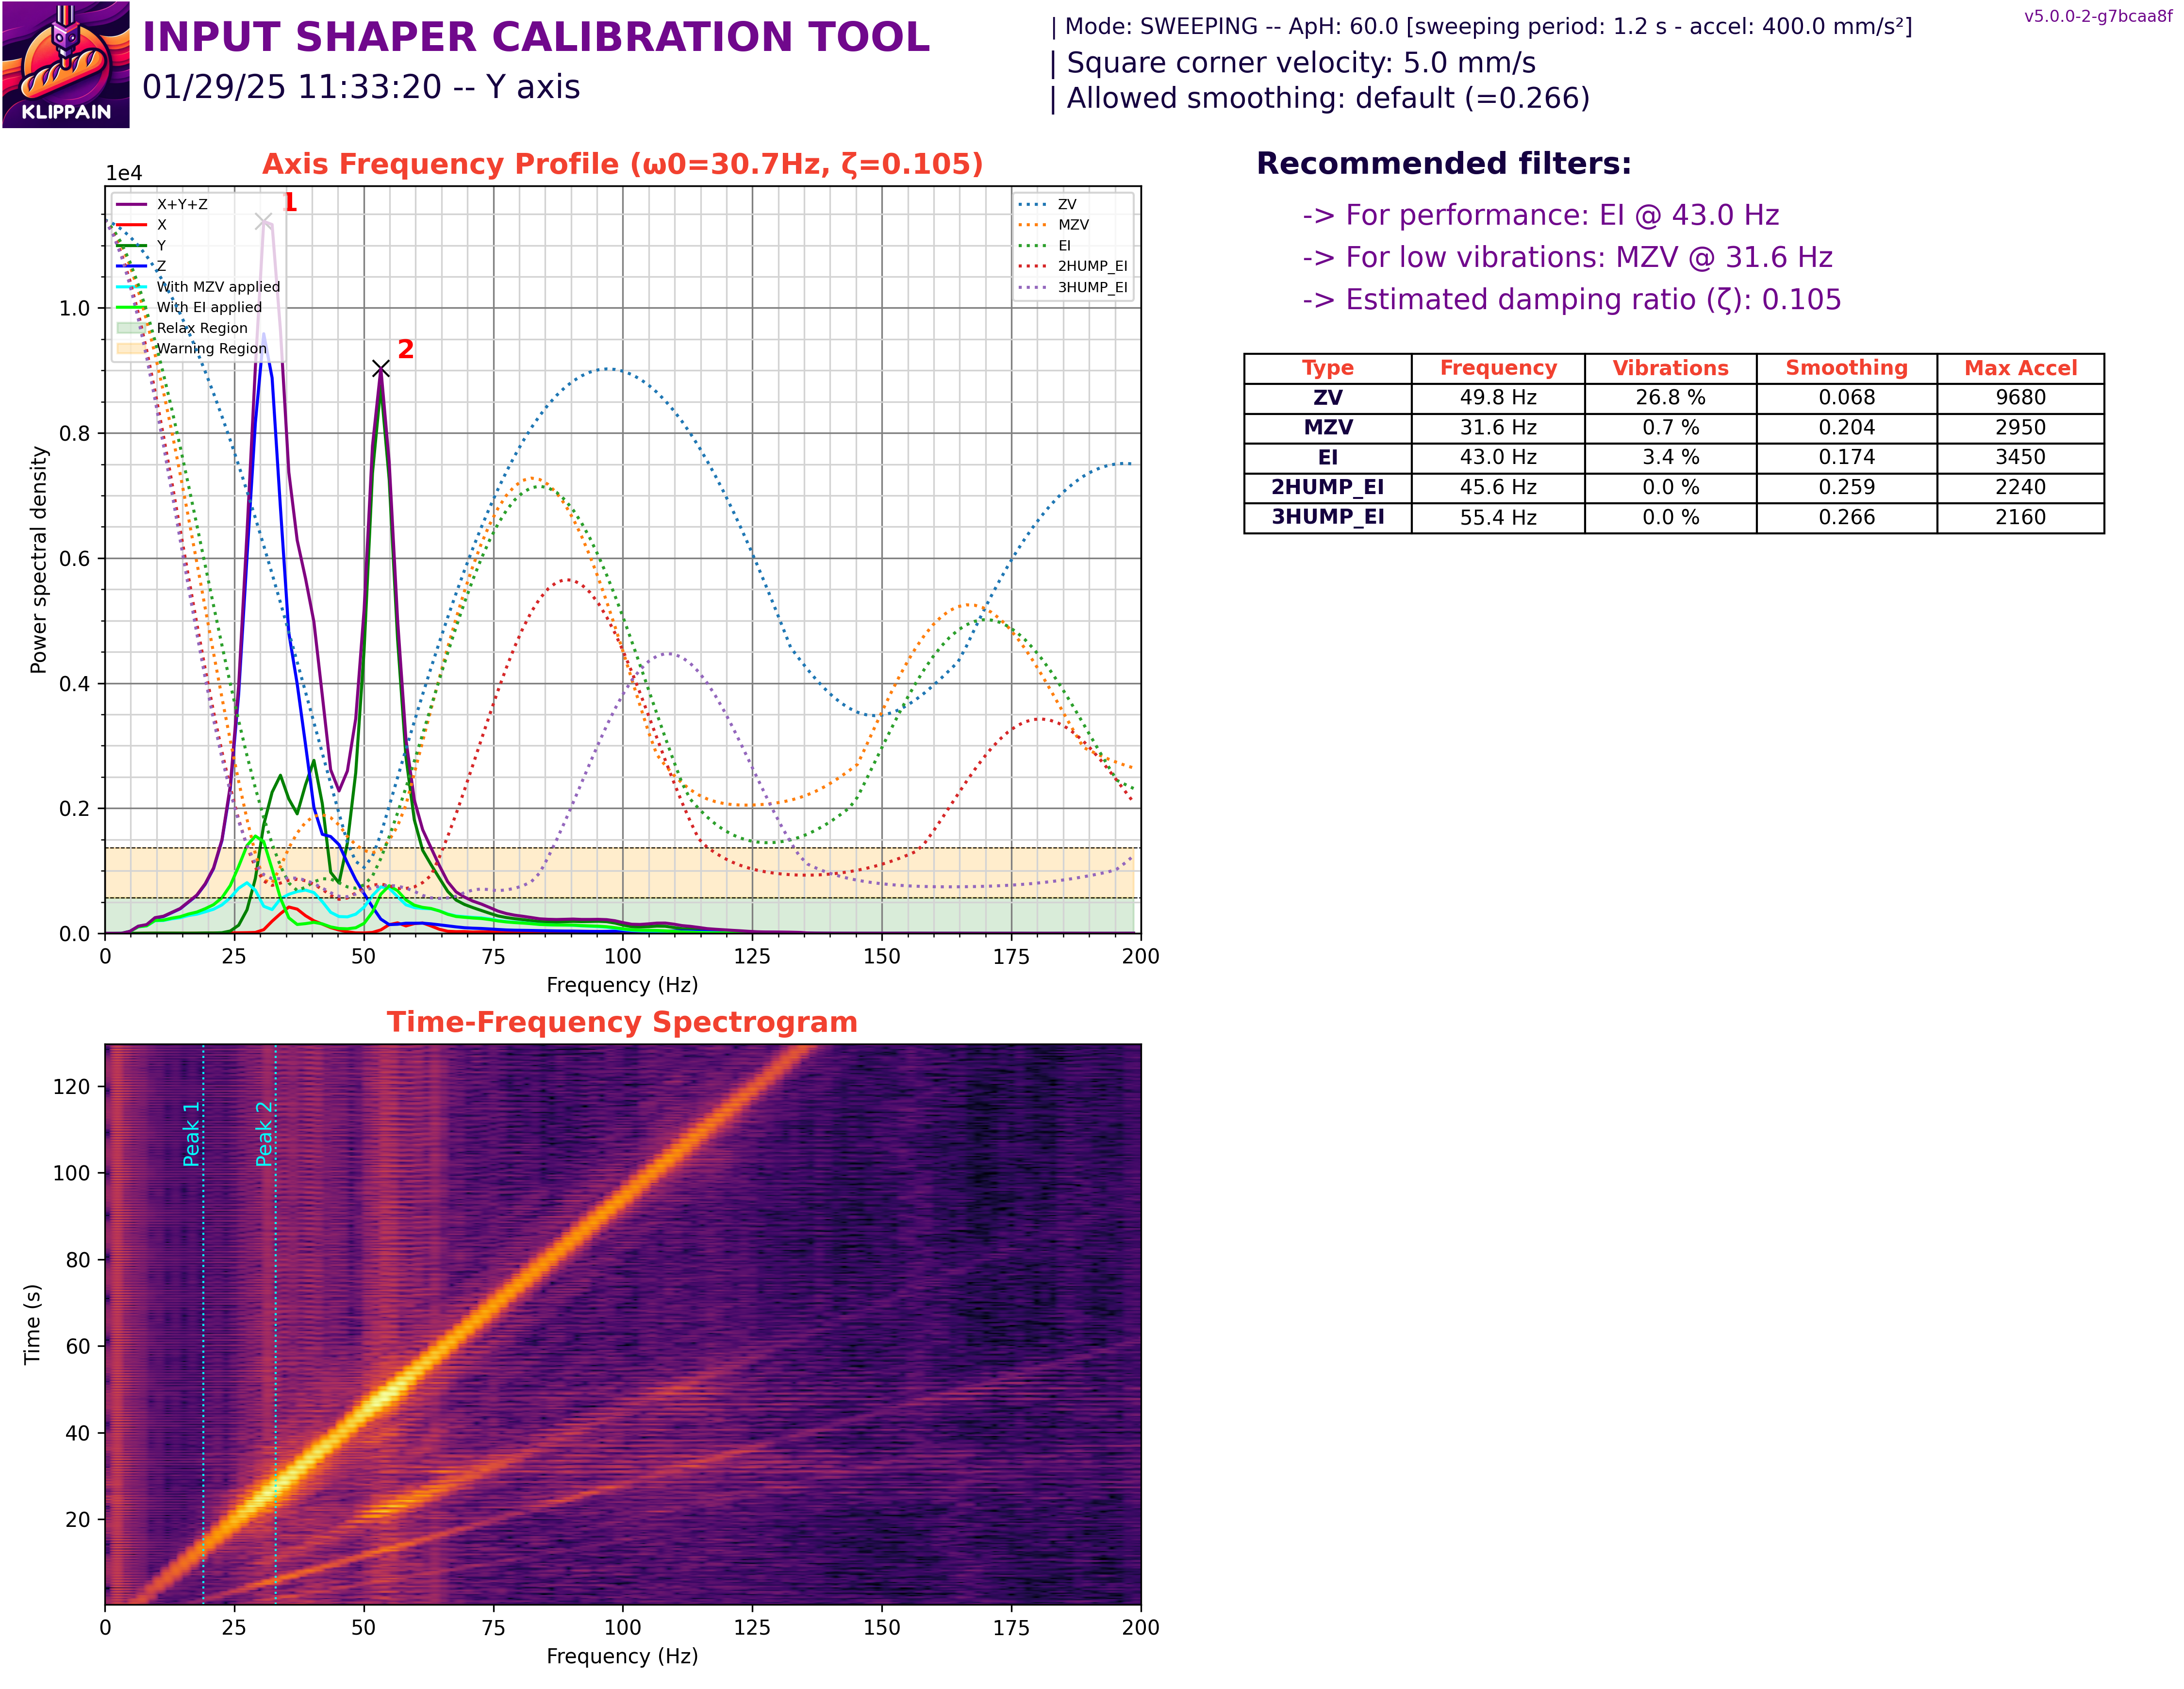 KLIPPAIN
INPUT SHAPER CALIBRATION TOOL
01/29/25 11:33:20 -- Y axis
| Mode: SWEEPING -- ApH: 60.0 [sweeping period: 1.2 s - accel: 400.0 mm/s²]
| Square corner velocity: 5.0 mm/s
| Allowed smoothing: default (=0.266)
v5.0.0-2-g7bcaa8f
Axis Frequency Profile (ω0=30.7Hz, ζ=0.105)
1e4
X+Y+Z
X
Y
Z
With MZV applied
With EI applied
Relax Region
Warning Region
1
2
ZV
MZV
EI
2HUMP_EI
3HUMP_EI
Power spectral density
1.0
0.8
0.6
0.4
0.2
0.0
0 25 50 75 100 125 150 175 200
Frequency (Hz)
Recommended filters:
-> For performance: EI @ 43.0 Hz
-> For low vibrations: MZV @ 31.6 Hz
-> Estimated damping ratio (ζ): 0.105
Type Frequency Vibrations Smoothing Max Accel
ZV 49.8 Hz 26.8 % 0.068 9680
MZV 31.6 Hz 0.7 % 0.204 2950
EI 43.0 Hz 3.4 % 0.174 3450
2HUMP_EI 45.6 Hz 0.0 % 0.259 2240
3HUMP_EI 55.4 Hz 0.0 % 0.266 2160
Time-Frequency Spectrogram
Time (s)
120
100
80
60
40
20
Peak 1
Peak 2
0 25 50 75 100 125 150 175 200
Frequency (Hz)